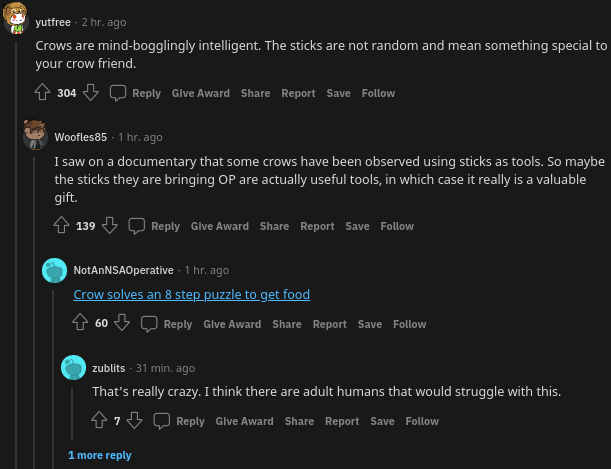 yutfree · 2 hr. ago
Crows are mind-bogglingly intelligent. The sticks are not random and mean something special to
your crow friend.
304 Reply Give Award Share Report Save Follow
Woofles85 · 1 hr. ago
I saw on a documentary that some crows have been observed using sticks as tools. So maybe
the sticks they are bringing OP are actually useful tools, in which case it really is a valuable
gift.
139 Reply Give Award Share Report Save Follow
NotAnNSAOperative · 1 hr. ago
Crow solves an 8 step puzzle to get food
60 Reply Give Award Share Report Save Follow
zublits · 31 min. ago
That's really crazy. I think there are adult humans that would struggle with this.
7 Reply Give Award Share Report Save Follow
1 more reply